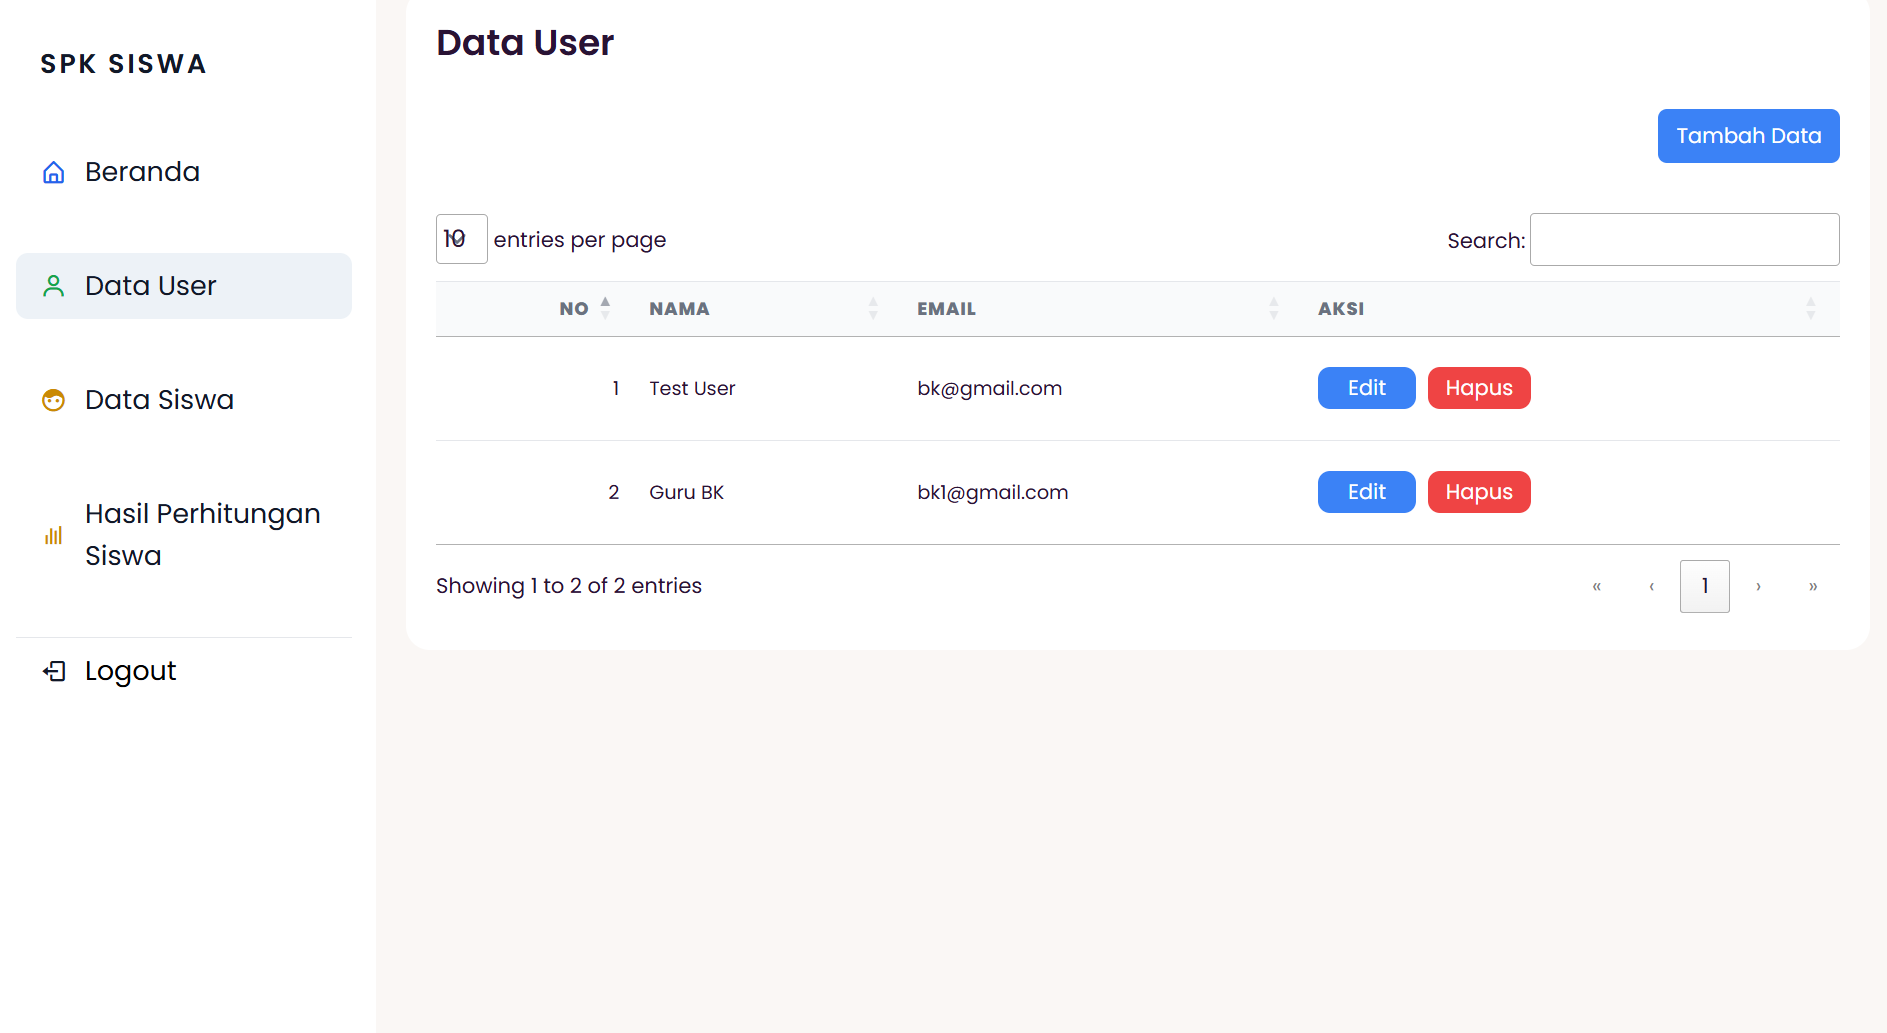 SPK SISWA
Beranda
Data User
Data Siswa
Hasil Perhitungan
Siswa
Logout
Data User
Tambah Data
10 entries per page
Search:
NO NAMA EMAIL AKSI
1 Test User bk@gmail.com Edit Hapus
2 Guru BK bk1@gmail.com Edit Hapus
Showing 1 to 2 of 2 entries
« ‹ 1 › »